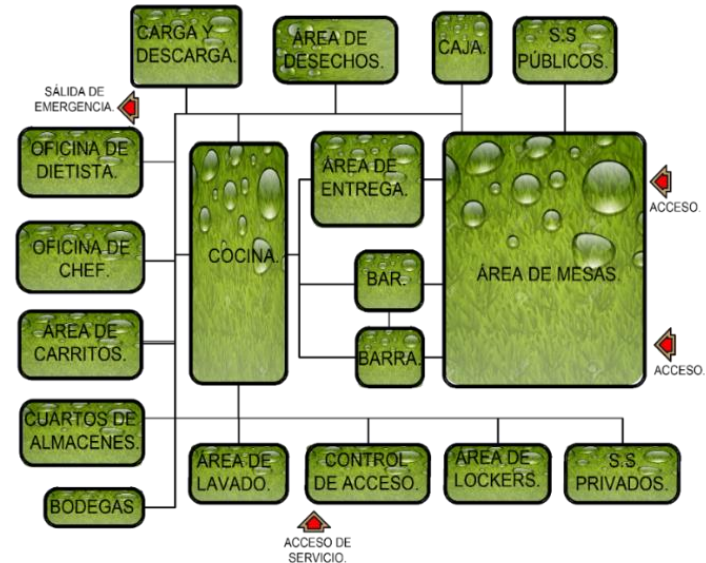 CARGA Y
DESCARGA.
ÁREA DE
DESECHOS.
CAJA.
S.S
PÚBLICOS.
SÁLIDA DE
EMERGENCIA.
OFICINA DE
DIETISTA.
ÁREA DE
ENTREGA.
ACCESO.
OFICINA DE
CHEF.
COCINA.
BAR.
ÁREA DE MESAS.
ÁREA DE
CARRITOS.
BARRA.
ACCESO.
CUARTOS DE
ALMACENES.
ÁREA DE
LAVADO.
CONTROL
DE ACCESO.
ÁREA DE
LOCKERS.
S.S
PRIVADOS.
BODEGAS
ACCESO DE
SERVICIO.